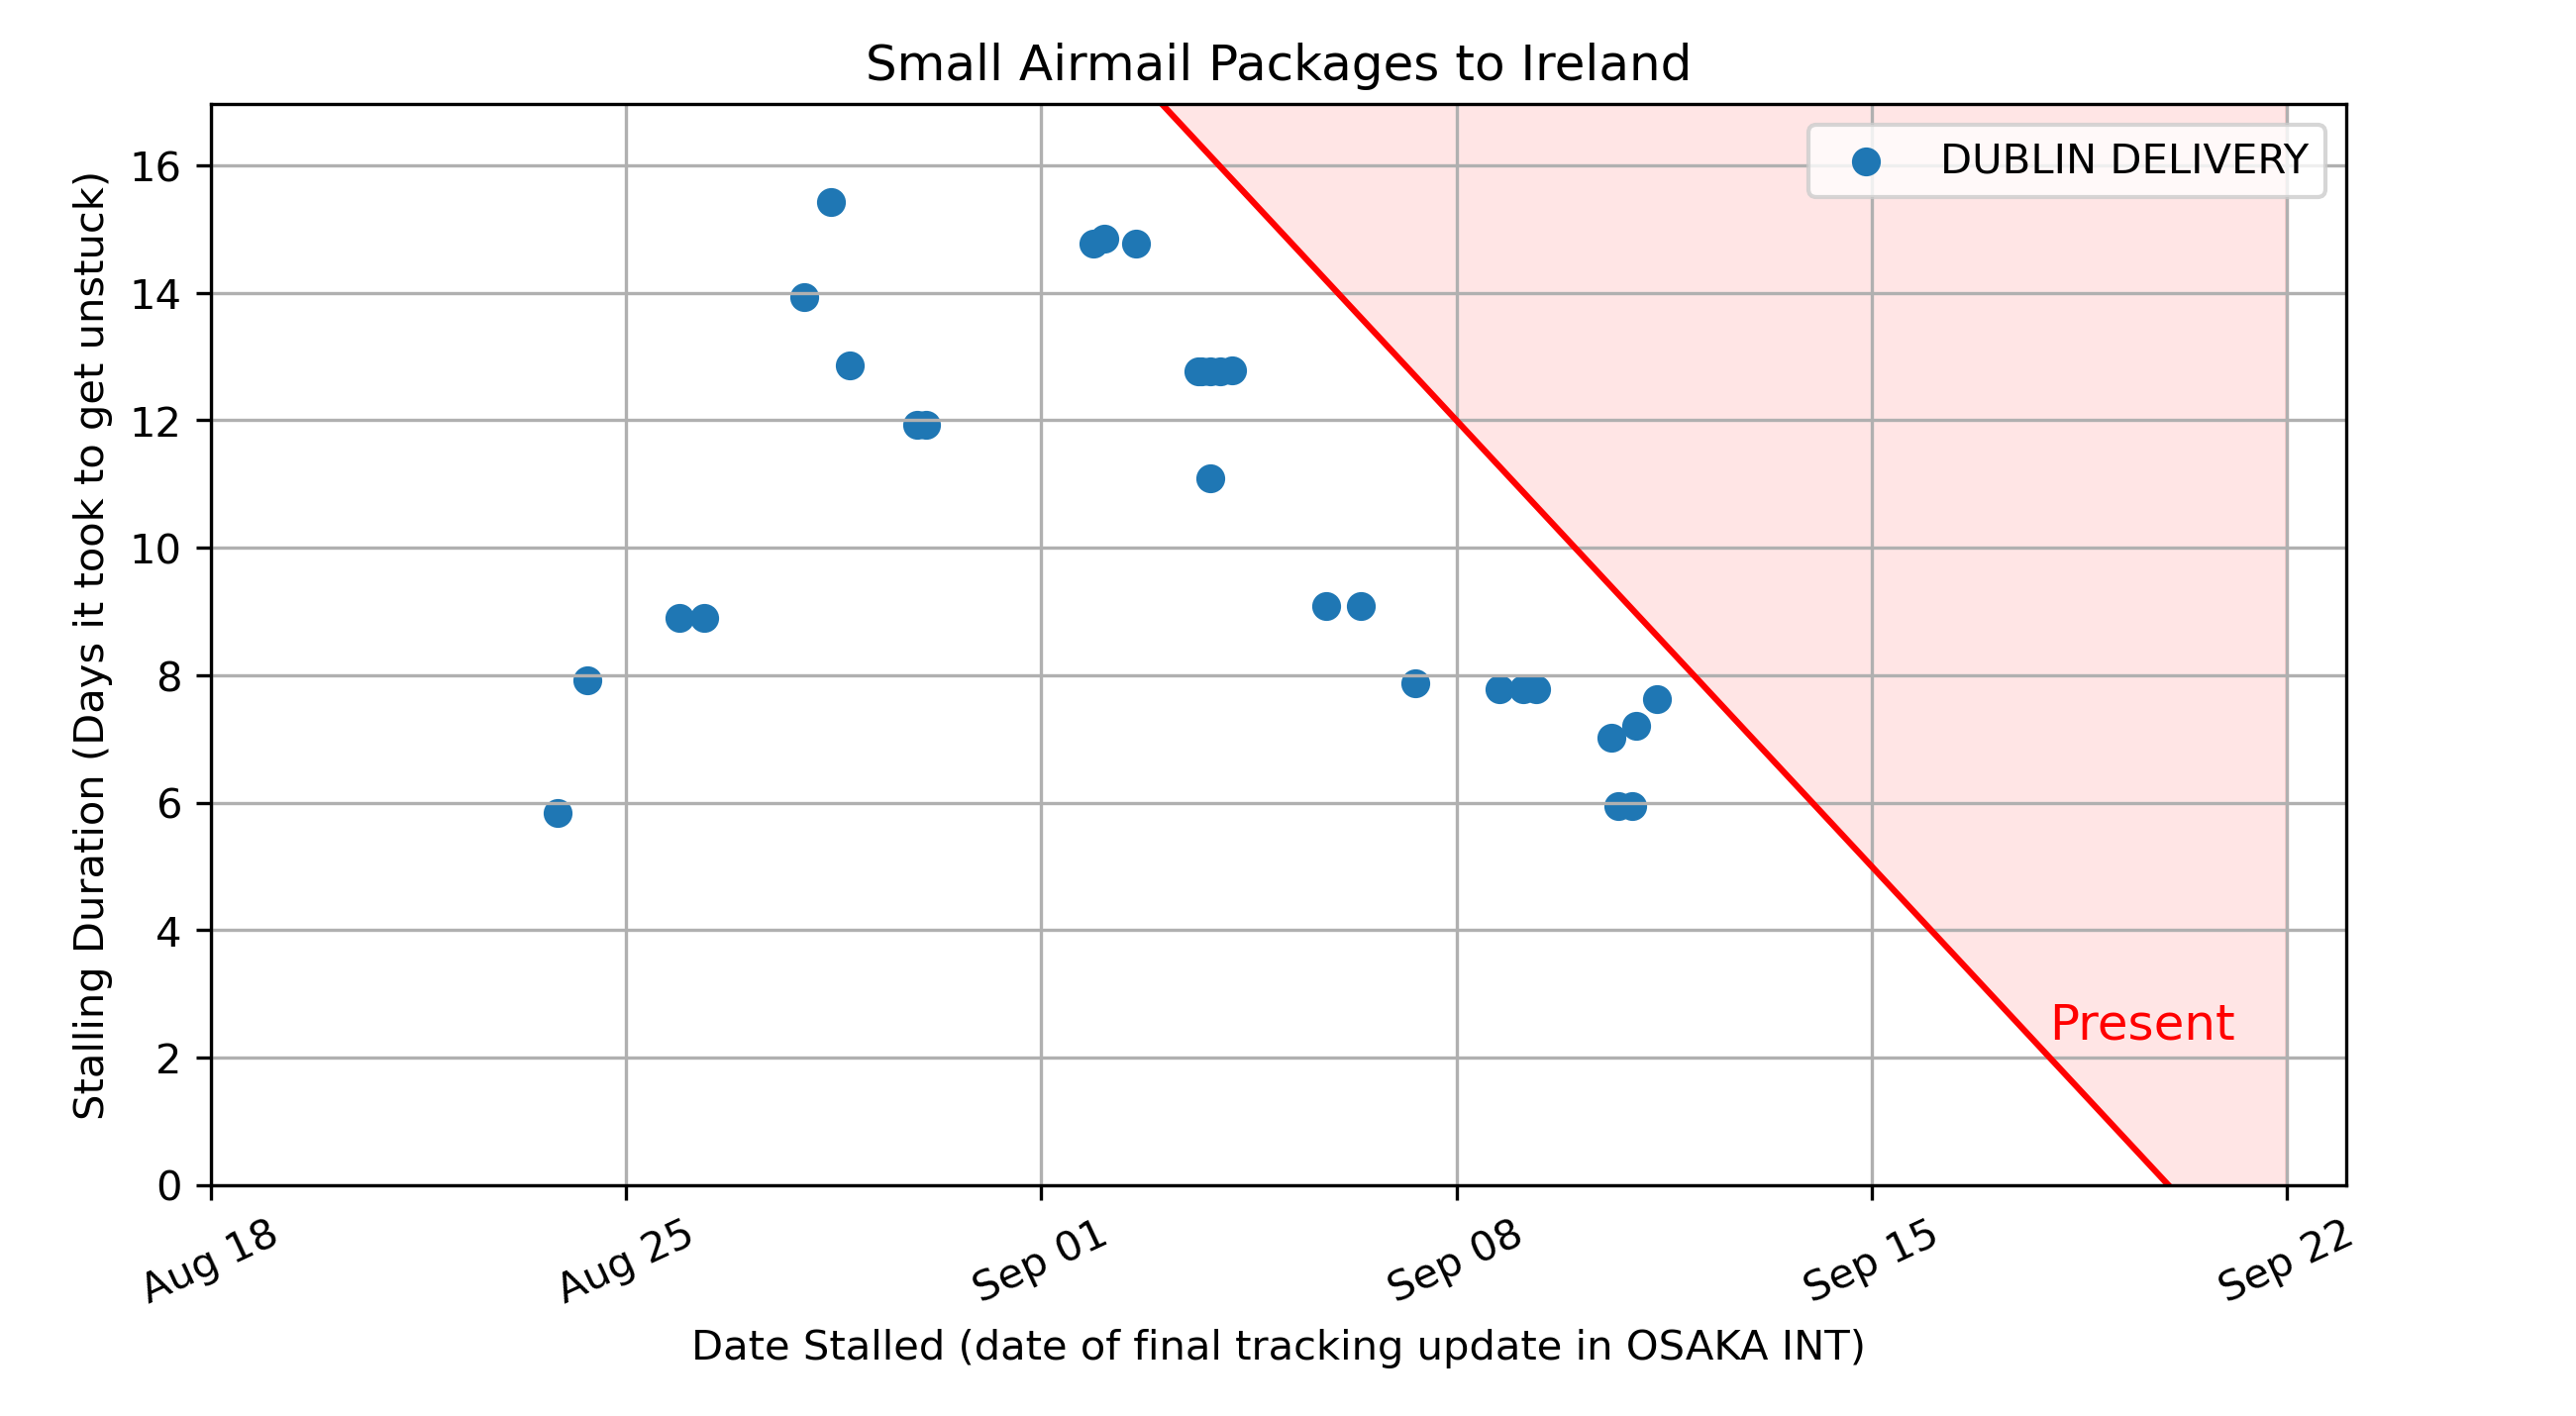 Small Airmail Packages to Ireland
DUBLIN DELIVERY
Stalling Duration (Days it took to get unstuck)
16
14
12
10
8
6
4
2
0
Present
Aug 18
Aug 25
Sep 01
Sep 08
Sep 15
Sep 22
Date Stalled (date of final tracking update in OSAKA INT)